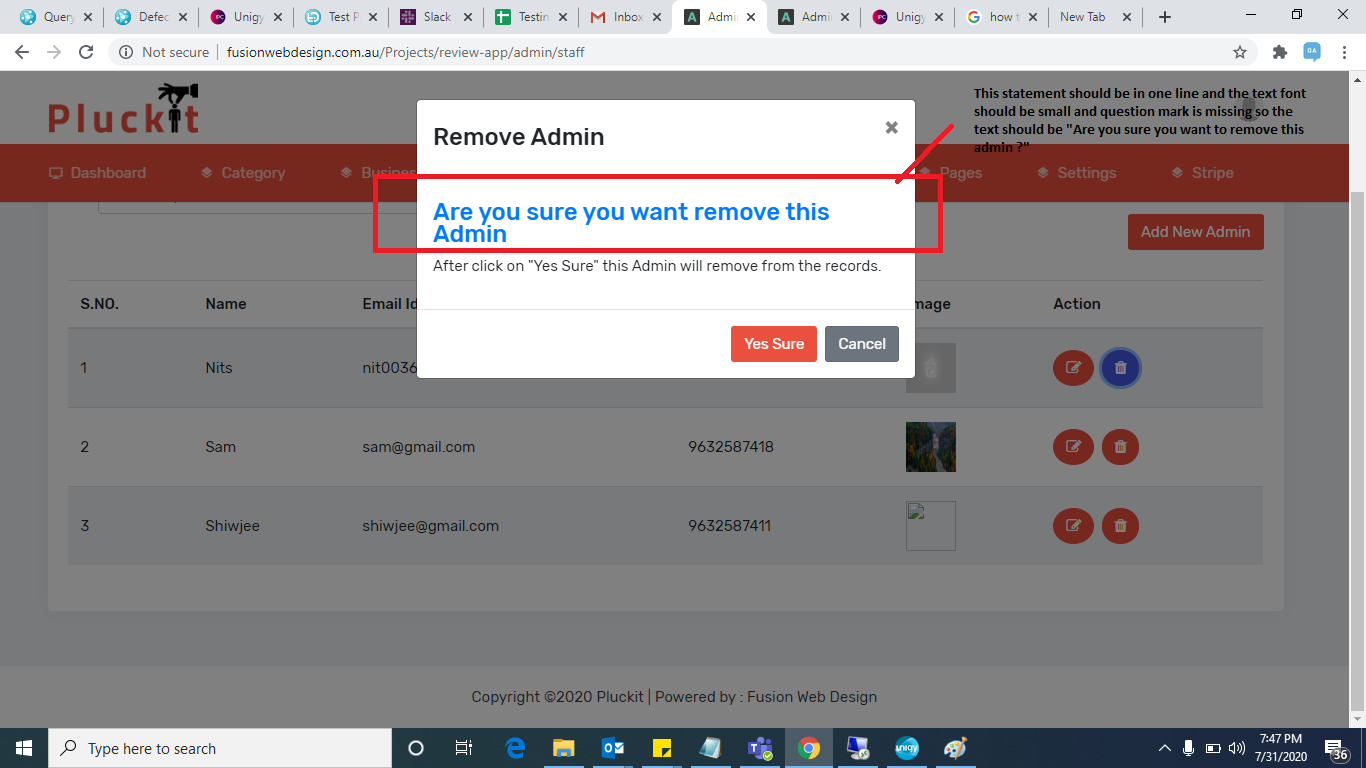 Query
Defec
Unigy
Test P
Slack
Testin
Inbox
Admi
Admi
Unigy
how t
New Tab
Not secure | fusionwebdesign.com.au/Projects/review-app/admin/staff
Pluckit
This statement should be in one line and the text font
should be small and question mark is missing so the
text should be "Are you sure you want to remove this
admin ?"
Remove Admin
Dashboard
Category
Busines
Pages
Settings
Stripe
Are you sure you want remove this
Admin
Add New Admin
After click on "Yes Sure" this Admin will remove from the records.
S.NO. Name Email Id mage Action
Yes Sure Cancel
1 Nits nit0036
2 Sam sam@gmail.com 9632587418
3 Shiwjee shiwjee@gmail.com 9632587411
Copyright ©2020 Pluckit | Powered by : Fusion Web Design
Type here to search
7:47 PM
7/31/2020
36